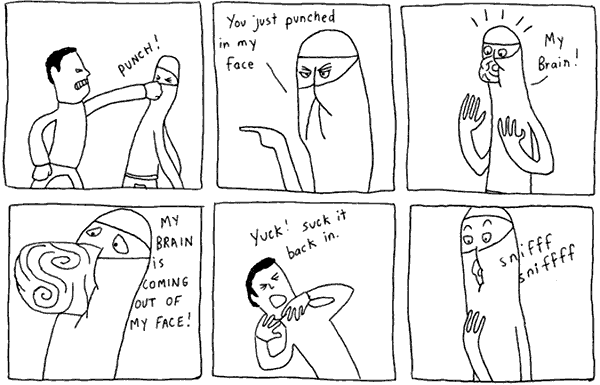 PUNCH!
You just punched
in my
face
My
Brain!
MY
BRAIN
is
COMING
OUT OF
MY FACE!
Yuck! suck it
back in.
snifff
sniffff